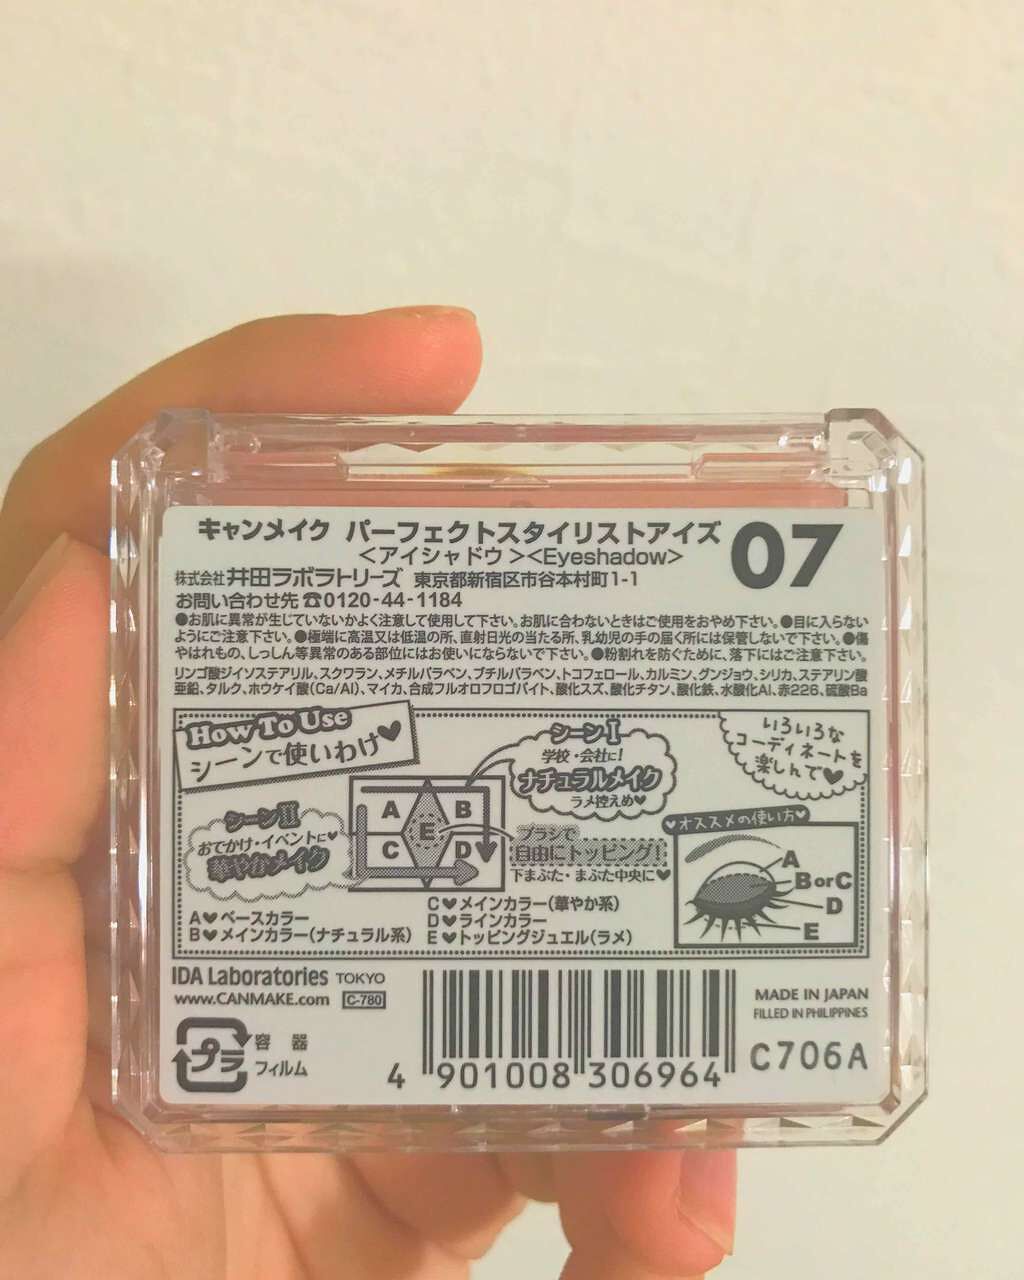 キャンメイク パーフェクトスタイリストアイズ
＜アイシャドウ＞＜Eyeshadow＞
07
株式会社 井田ラボラトリーズ 東京都新宿区市谷本村町1-1
お問い合わせ先 ☎0120-44-1184
●お肌に異常が生じていないかよく注意して使用して下さい。お肌に合わないときはご使用をおやめ下さい。●目に入らない
ようにご注意下さい。●極端に高温又は低温の所、直射日光の当たる所、乳幼児の手の届く所には保管しないで下さい。●傷
やはれもの、しっしん等異常のある部位にはお使いにならないで下さい。●粉割れを防ぐために、落下にはご注意下さい。
リンゴ酸ジイソステアリル、スクワラン、メチルパラベン、ブチルパラベン、トコフェロール、カルミン、グンジョウ、シリカ、ステアリン酸
亜鉛、タルク、ホウケイ酸(Ca/Al)、マイカ、合成フルオロフロゴパイト、酸化スズ、酸化チタン、酸化鉄、水酸化Al、赤226、硫酸Ba
How To Use
シーンで使いわけ♥
シーンI
学校・会社に!
ナチュラルメイク
ラメ控えめ♥
いろいろな
コーディネートを
楽しんで♥
シーンII
おでかけ・イベントに♥
華やかメイク
A B
E
C D
ブラシで
自由にトッピング!
下まぶた・まぶた中央に♥
♥オススメの使い方♥
A
B or C
D
E
A♥ベースカラー
B♥メインカラー(ナチュラル系)
C♥メインカラー(華やか系)
D♥ラインカラー
E♥トッピングジュエル(ラメ)
IDA Laboratories TOKYO
www.CANMAKE.com C-780
プラ
容器
フィルム
4 901008 306964
MADE IN JAPAN
FILLED IN PHILIPPINES
C706A